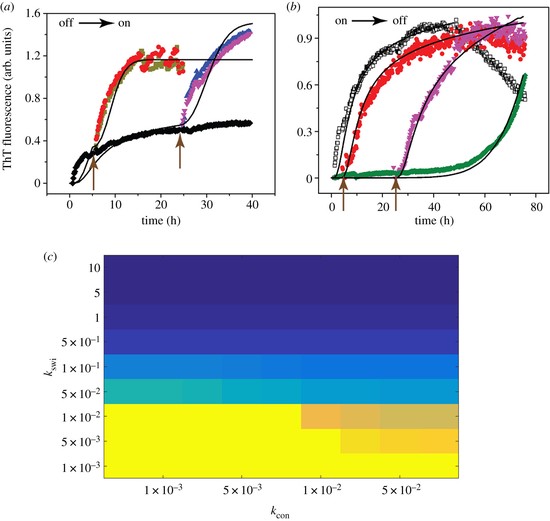 (a)
off → on
ThT fluorescence (arb. units)
1.6
1.2
0.8
0.4
0
0 10 20 30 40
time (h)
(b)
on → off
0.9
0.6
0.3
0
0 20 40 60 80
time (h)
(c)
k_swi
10
5
1
5 × 10⁻¹
1 × 10⁻¹
5 × 10⁻²
1 × 10⁻²
5 × 10⁻³
1 × 10⁻³
1 × 10⁻³ 5 × 10⁻³ 1 × 10⁻² 5 × 10⁻²
k_con